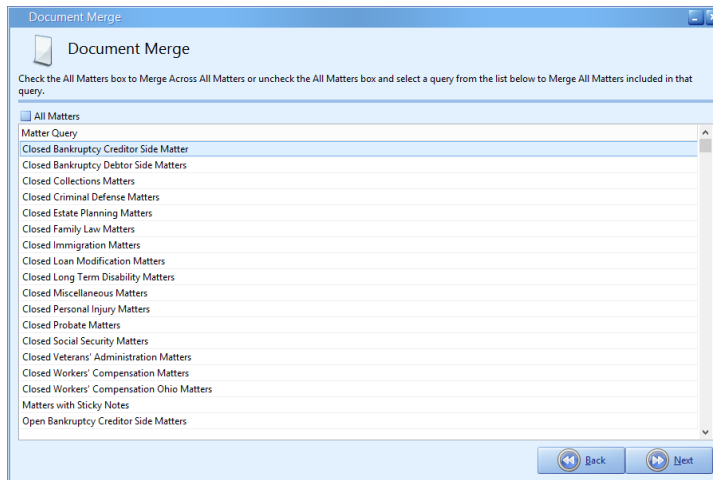 Document Merge
Document Merge
Check the All Matters box to Merge Across All Matters or uncheck the All Matters box and select a query from the list below to Merge All Matters included in that
query.
All Matters
Matter Query
Closed Bankruptcy Creditor Side Matter
Closed Bankruptcy Debtor Side Matters
Closed Collections Matters
Closed Criminal Defense Matters
Closed Estate Planning Matters
Closed Family Law Matters
Closed Immigration Matters
Closed Loan Modification Matters
Closed Long Term Disability Matters
Closed Miscellaneous Matters
Closed Personal Injury Matters
Closed Probate Matters
Closed Social Security Matters
Closed Veterans' Administration Matters
Closed Workers' Compensation Matters
Closed Workers' Compensation Ohio Matters
Matters with Sticky Notes
Open Bankruptcy Creditor Side Matters
Back Next